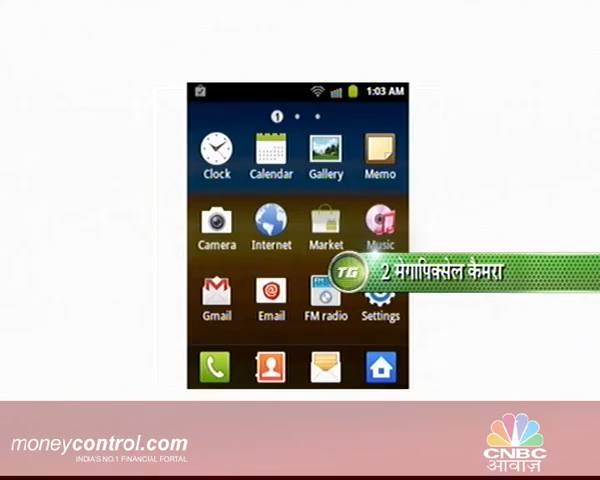 1:03 AM
1
Clock Calendar Gallery Memo
Camera Internet Market Music
TG 2 मेगापिक्सेल कैमरा
Gmail Email FM radio Settings
moneycontrol.com
INDIA'S NO.1 FINANCIAL PORTAL
CNBC
आवाज़